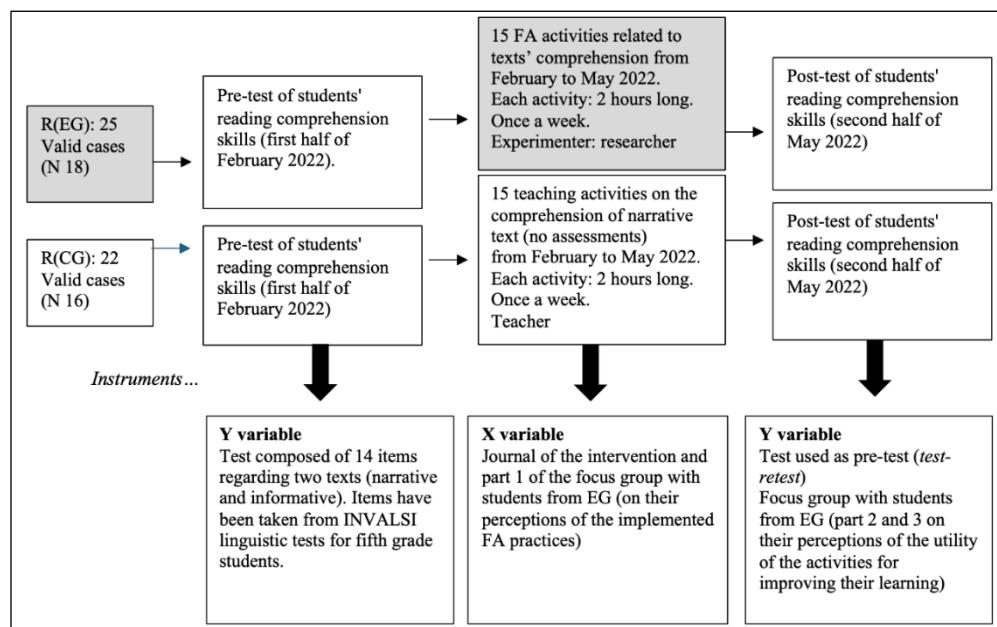 R(EG): 25
Valid cases
(N 18)
Pre-test of students'
reading comprehension
skills (first half of
February 2022).
15 FA activities related to
texts’ comprehension from
February to May 2022.
Each activity: 2 hours long.
Once a week.
Experimenter: researcher
Post-test of students'
reading comprehension
skills (second half of
May 2022)
R(CG): 22
Valid cases
(N 16)
Pre-test of students'
reading comprehension
skills (first half of
February 2022)
15 teaching activities on the
comprehension of narrative
text (no assessments)
from February to May 2022.
Each activity: 2 hours long.
Once a week.
Teacher
Post-test of students'
reading comprehension
skills (second half of
May 2022)
Instruments…
Y variable
Test composed of 14 items
regarding two texts (narrative
and informative). Items have
been taken from INVALSI
linguistic tests for fifth grade
students.
X variable
Journal of the intervention and
part 1 of the focus group with
students from EG (on their
perceptions of the implemented
FA practices)
Y variable
Test used as pre-test (test-
retest)
Focus group with students
from EG (part 2 and 3 on
their perceptions of the utility
of the activities for
improving their learning)